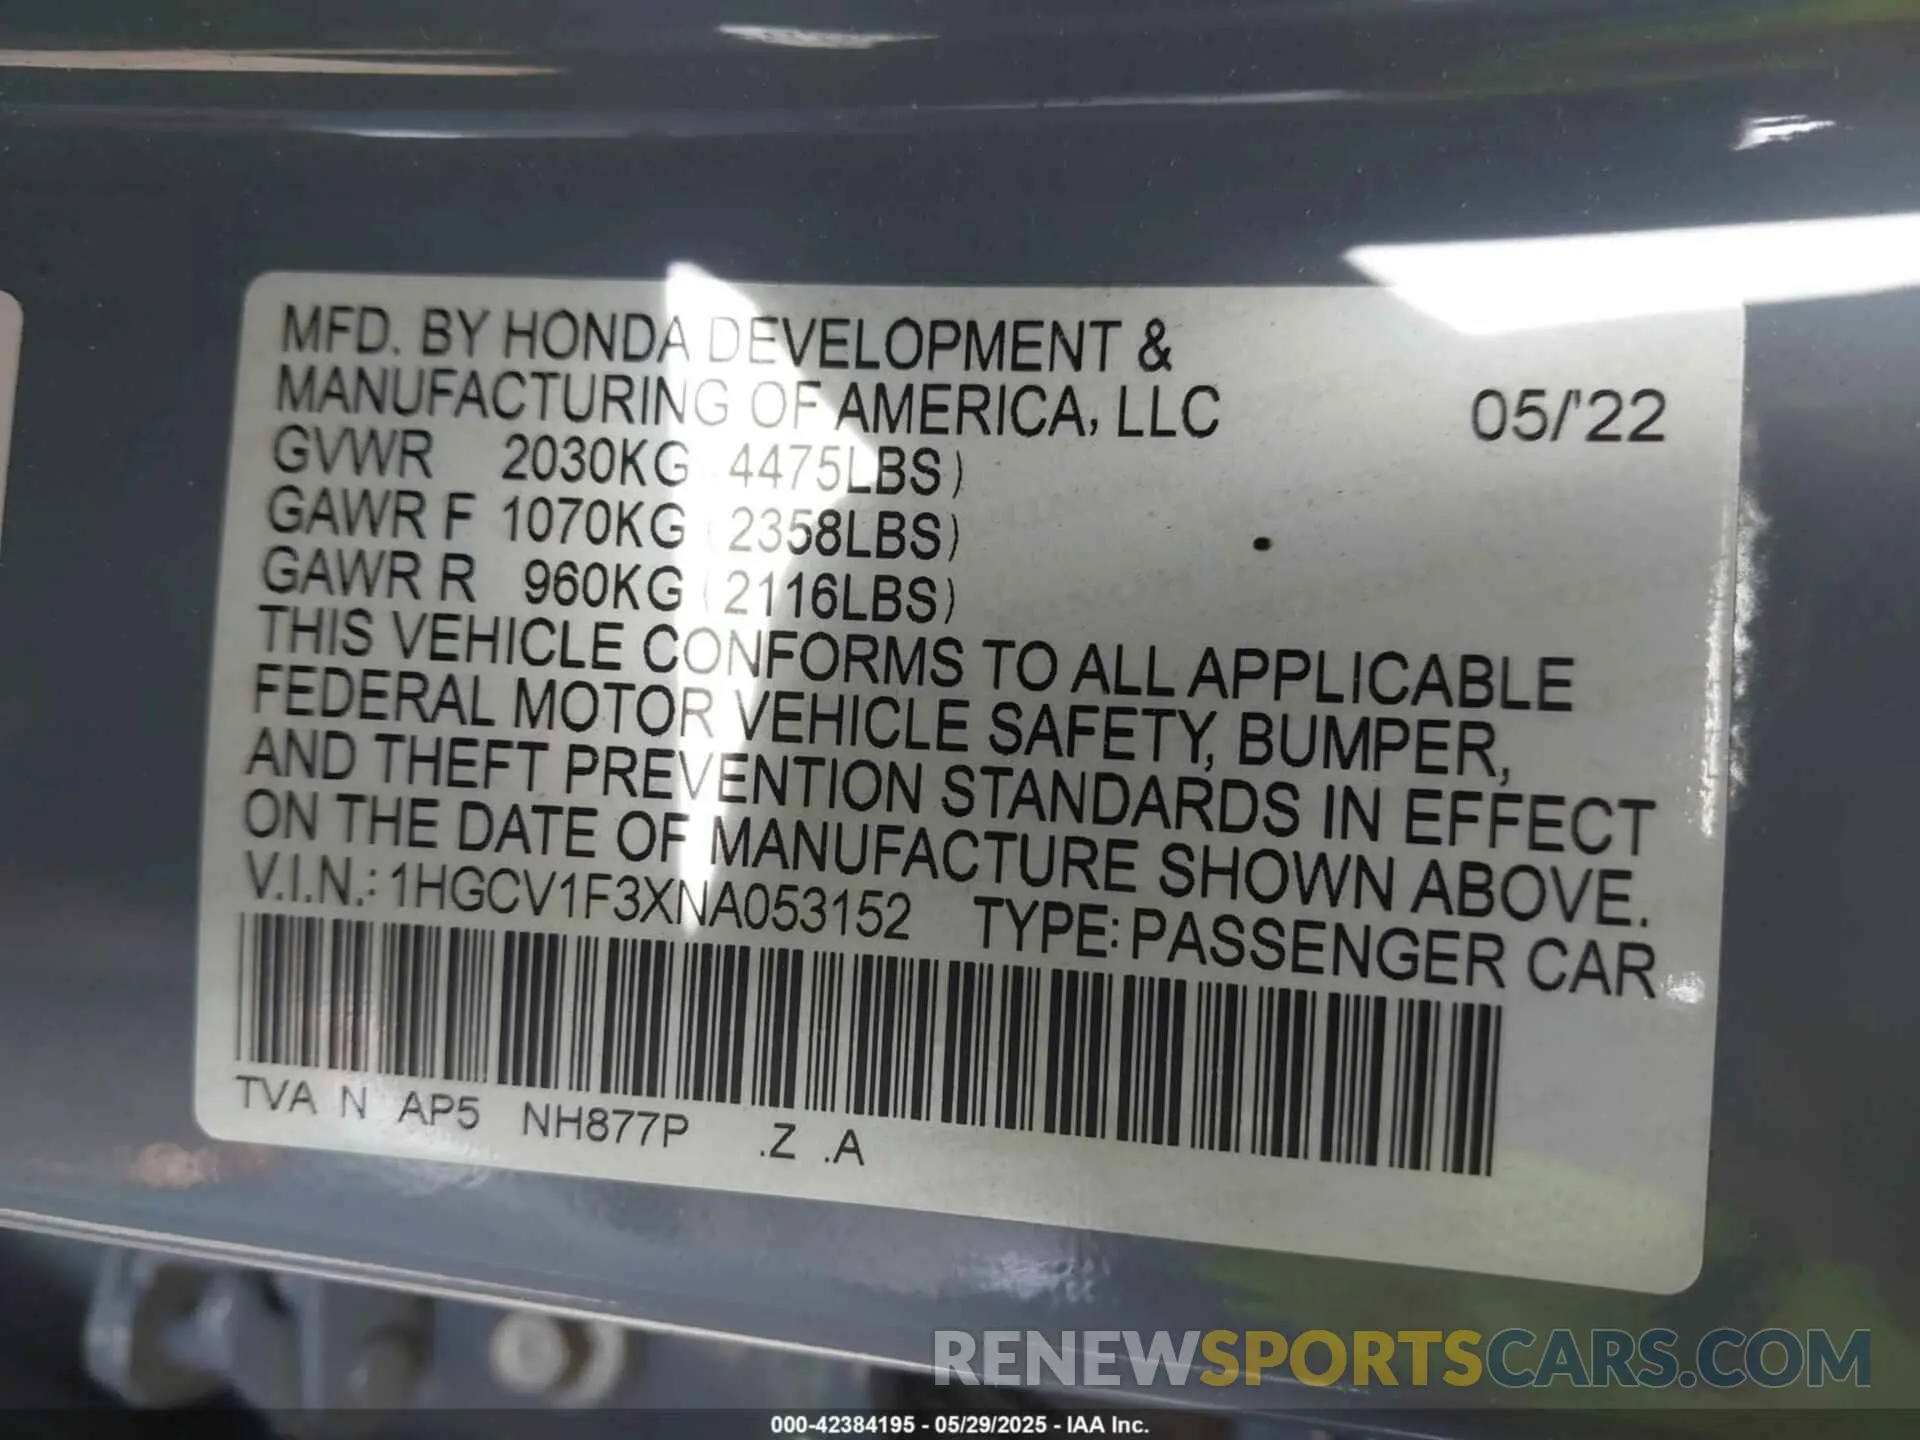 MFD. BY HONDA DEVELOPMENT &
MANUFACTURING OF AMERICA, LLC 05/'22
GVWR 2030KG 4475LBS)
GAWR F 1070KG (2358LBS)
GAWR R 960KG (2116LBS)
THIS VEHICLE CONFORMS TO ALL APPLICABLE
FEDERAL MOTOR VEHICLE SAFETY, BUMPER,
AND THEFT PREVENTION STANDARDS IN EFFECT
ON THE DATE OF MANUFACTURE SHOWN ABOVE.
V.I.N.: 1HGCV1F3XNA053152 TYPE: PASSENGER CAR
TVA N AP5 NH877P .Z .A
RENEWSPORTSCARS.COM
000-42384195 - 05/29/2025 - IAA Inc.